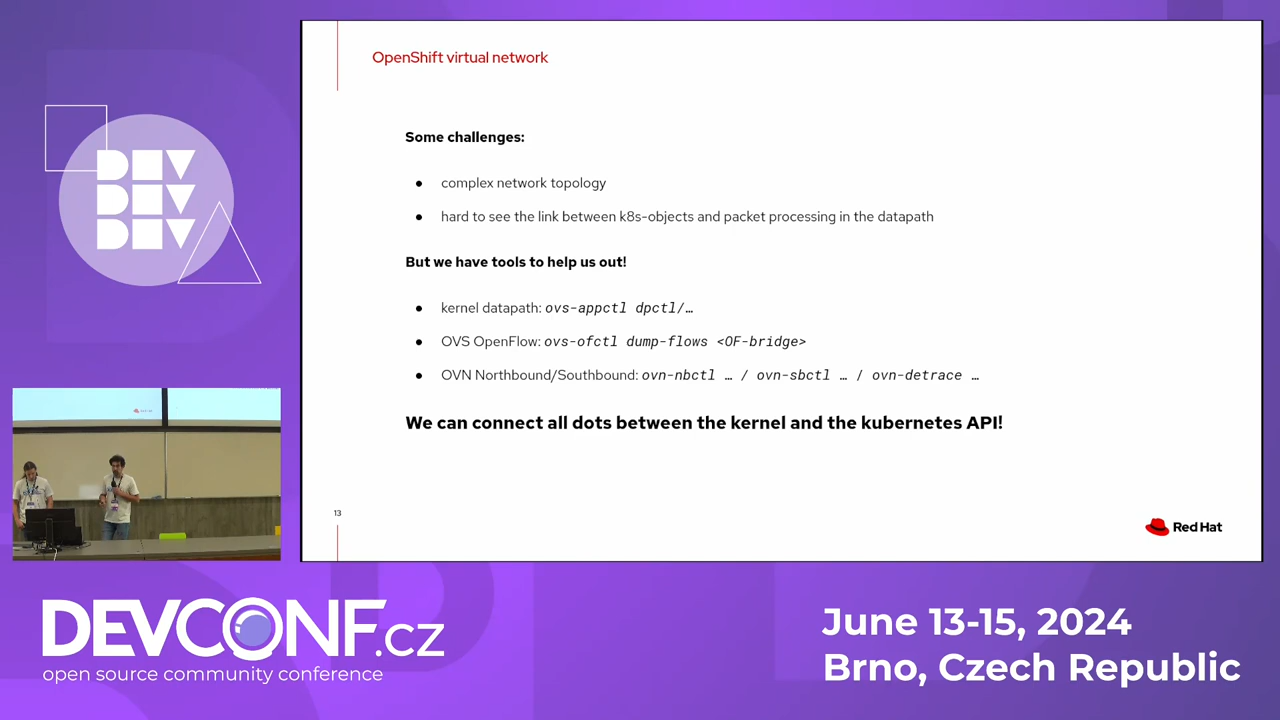 OpenShift virtual network
Some challenges:
● complex network topology
● hard to see the link between k8s-objects and packet processing in the datapath
But we have tools to help us out!
● kernel datapath: ovs-appctl dpctl/…
● OVS OpenFlow: ovs-ofctl dump-flows <OF-bridge>
● OVN Northbound/Southbound: ovn-nbctl … / ovn-sbctl … / ovn-detrace …
We can connect all dots between the kernel and the kubernetes API!
13
Red Hat
DEV
DEV
DEV
DEVCONF.cz
open source community conference
June 13-15, 2024
Brno, Czech Republic